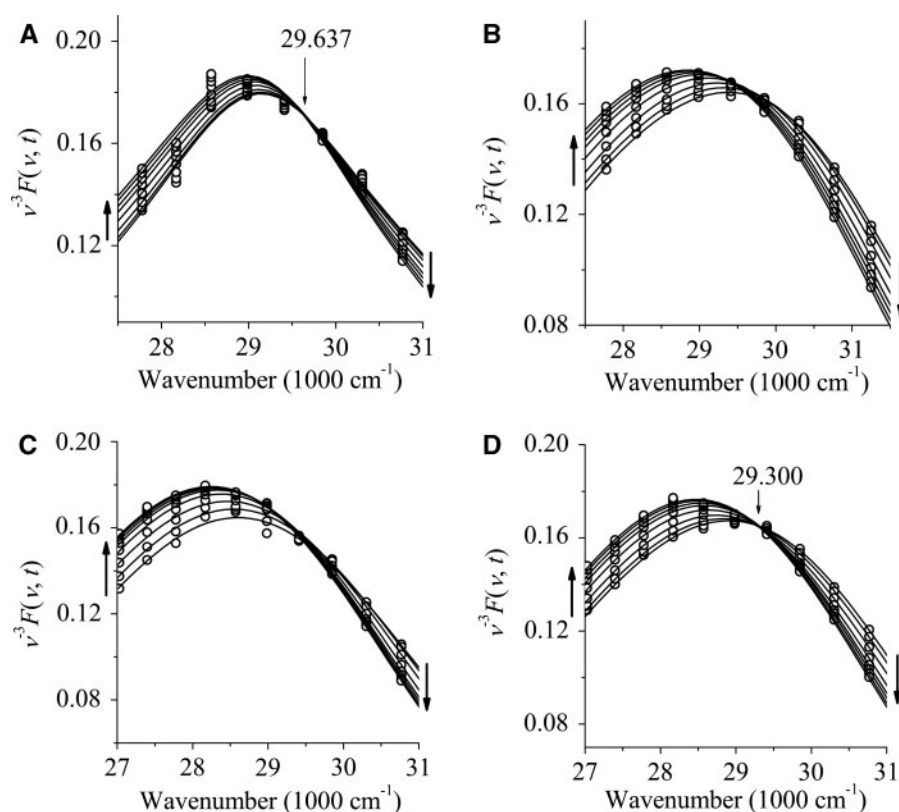 A
0.20
0.16
0.12
ν⁻³F(ν, t)
29.637
28 29 30 31
Wavenumber (1000 cm⁻¹)
B
0.20
0.16
0.12
0.08
ν⁻³F(ν, t)
28 29 30 31
Wavenumber (1000 cm⁻¹)
C
0.20
0.16
0.12
0.08
ν⁻³F(ν, t)
27 28 29 30 31
Wavenumber (1000 cm⁻¹)
D
0.20
0.16
0.12
0.08
ν⁻³F(ν, t)
29.300
27 28 29 30 31
Wavenumber (1000 cm⁻¹)